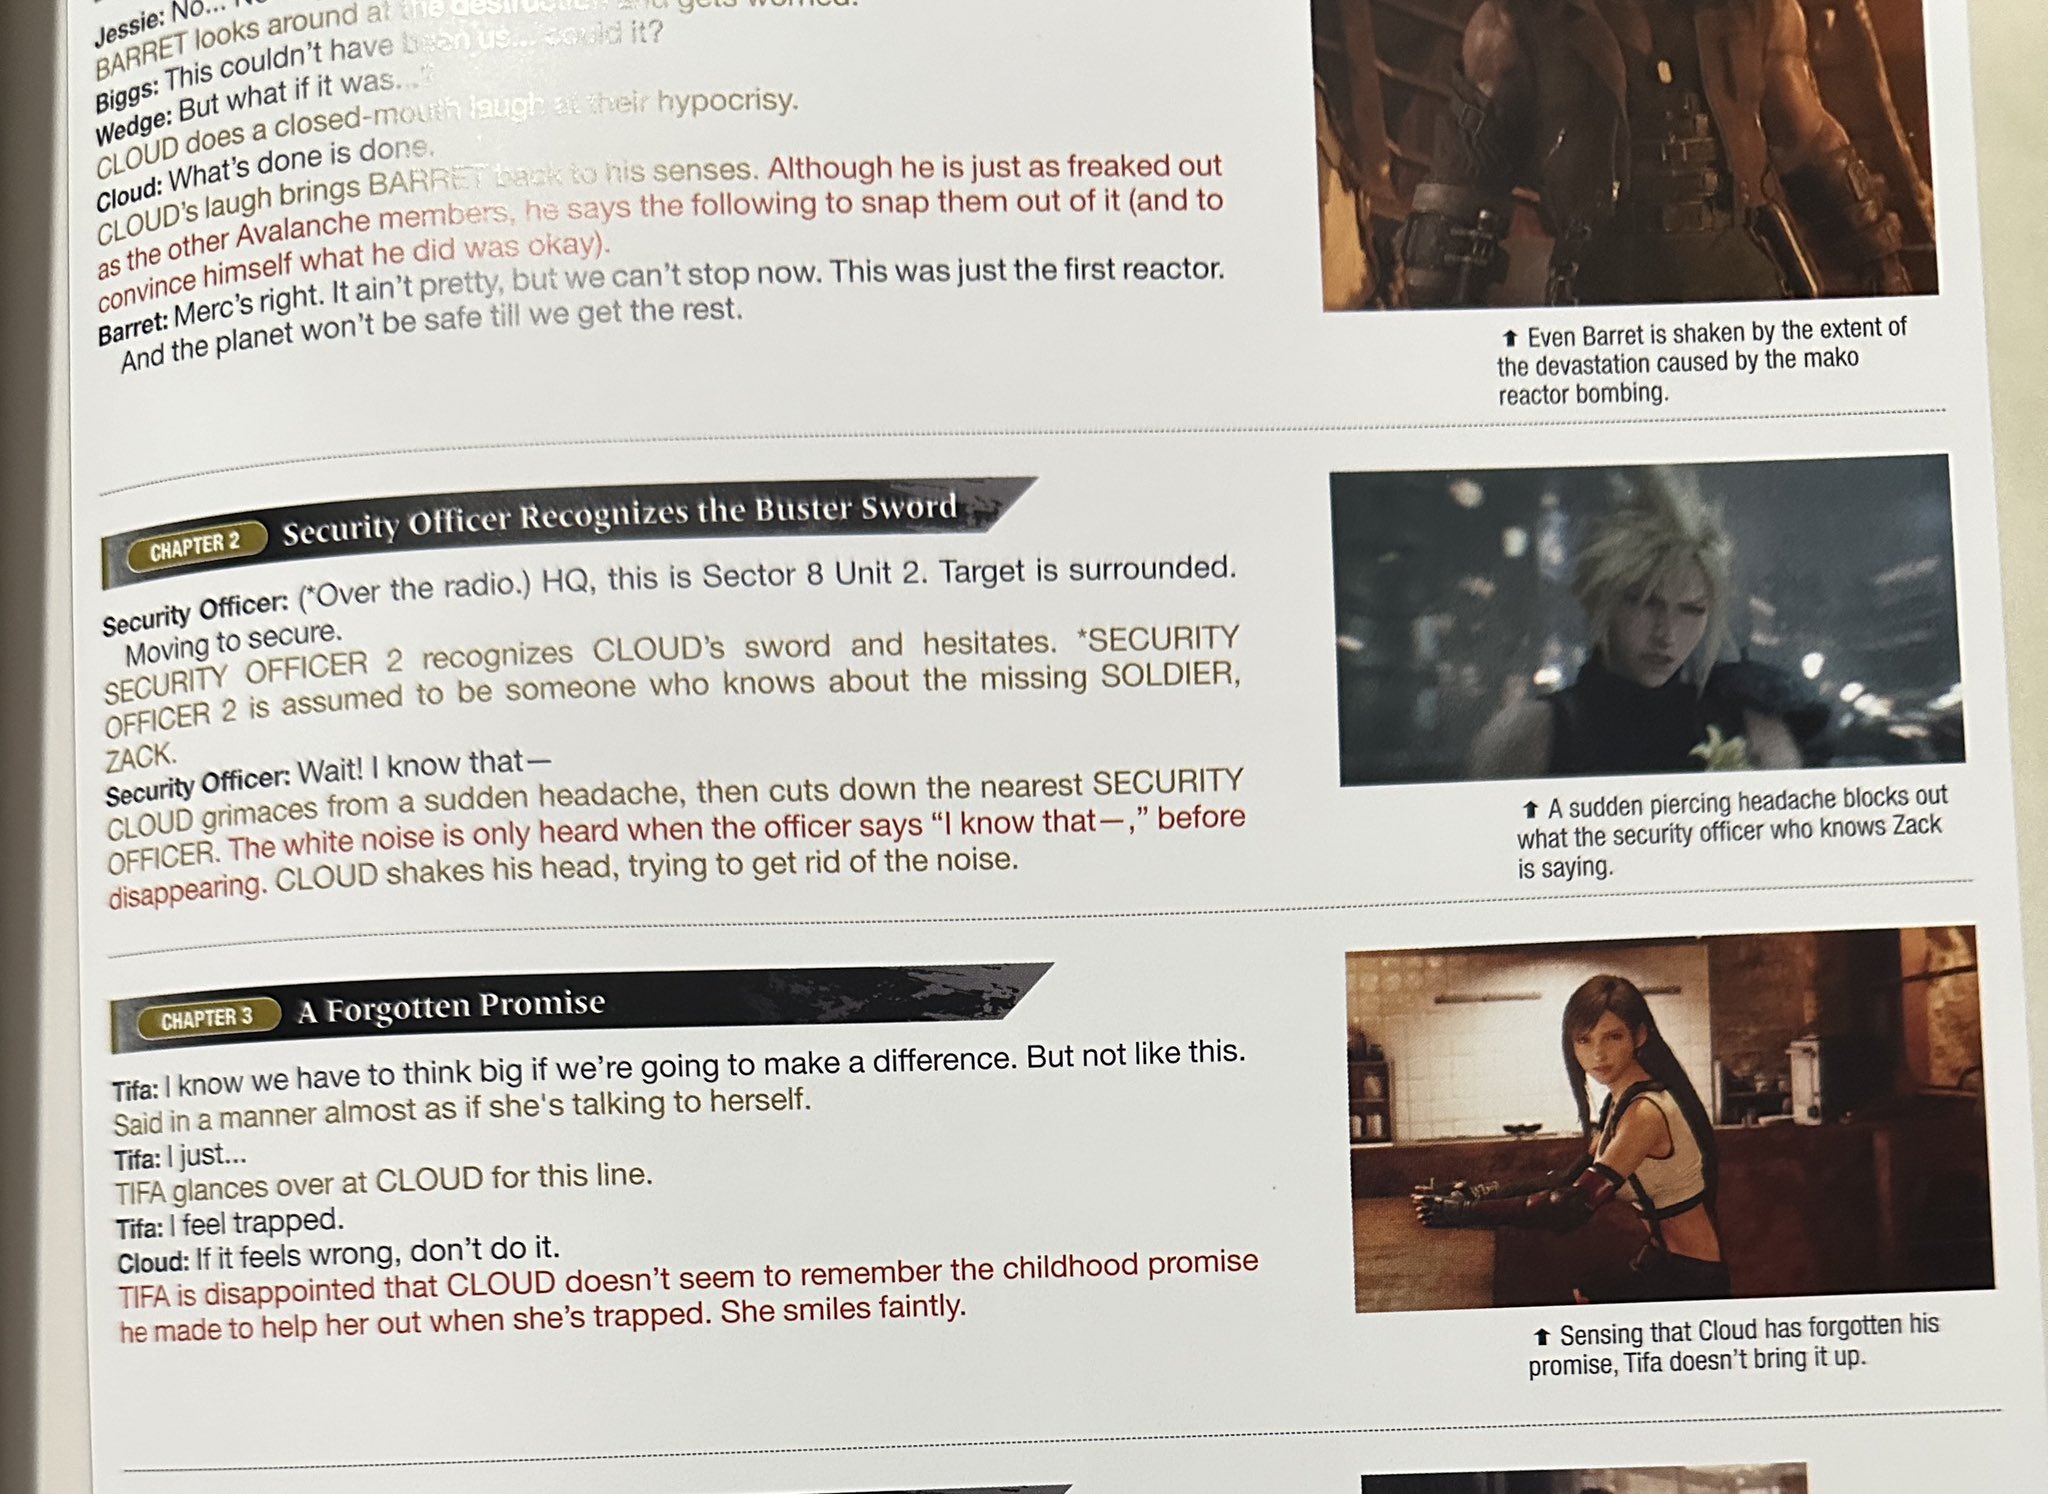 Jessie: No...
BARRET looks around at the destruction and gets worried.
Biggs: This couldn't have been us... could it?
Wedge: But what if it was...?
CLOUD does a closed-mouth laugh at their hypocrisy.
Cloud: What's done is done.
CLOUD's laugh brings BARRET back to his senses. Although he is just as freaked out
as the other Avalanche members, he says the following to snap them out of it (and to
convince himself what he did was okay).
Barret: Merc's right. It ain't pretty, but we can't stop now. This was just the first reactor.
And the planet won't be safe till we get the rest.
⬆ Even Barret is shaken by the extent of
the devastation caused by the mako
reactor bombing.
CHAPTER 2 Security Officer Recognizes the Buster Sword
Security Officer: (*Over the radio.) HQ, this is Sector 8 Unit 2. Target is surrounded.
Moving to secure.
SECURITY OFFICER 2 recognizes CLOUD's sword and hesitates. *SECURITY
OFFICER 2 is assumed to be someone who knows about the missing SOLDIER,
ZACK.
Security Officer: Wait! I know that—
CLOUD grimaces from a sudden headache, then cuts down the nearest SECURITY
OFFICER. The white noise is only heard when the officer says "I know that—," before
disappearing. CLOUD shakes his head, trying to get rid of the noise.
⬆ A sudden piercing headache blocks out
what the security officer who knows Zack
is saying.
CHAPTER 3 A Forgotten Promise
Tifa: I know we have to think big if we're going to make a difference. But not like this.
Said in a manner almost as if she's talking to herself.
Tifa: I just...
TIFA glances over at CLOUD for this line.
Tifa: I feel trapped.
Cloud: If it feels wrong, don't do it.
TIFA is disappointed that CLOUD doesn't seem to remember the childhood promise
he made to help her out when she's trapped. She smiles faintly.
⬆ Sensing that Cloud has forgotten his
promise, Tifa doesn't bring it up.